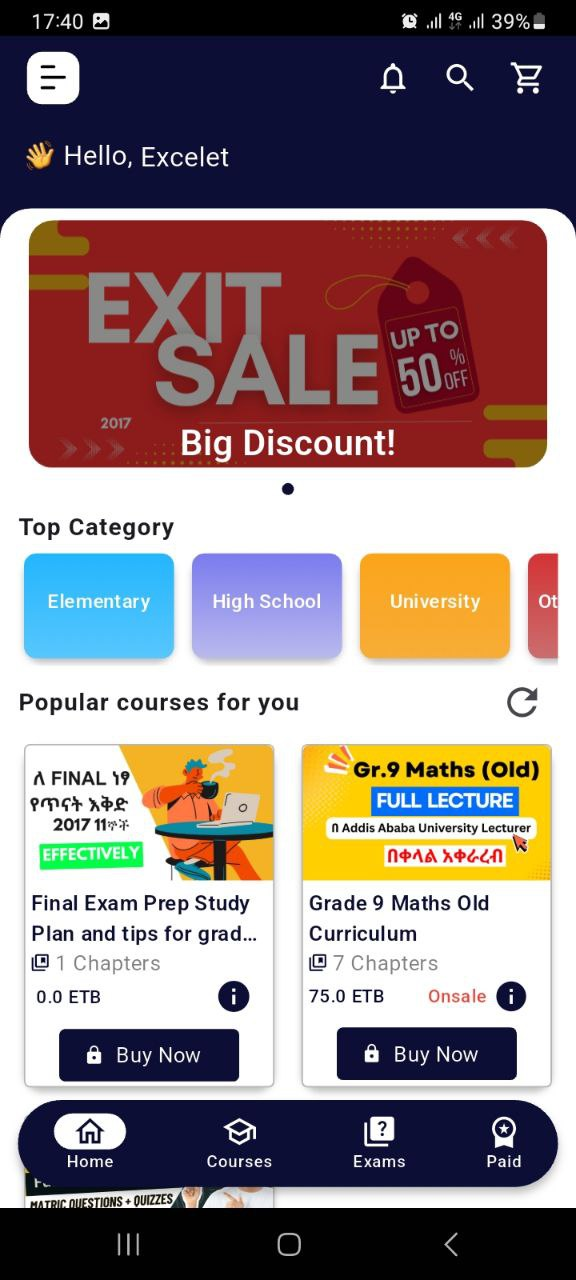 17:40
4G
39%
Hello, Excelet
EXIT
SALE
UP TO
50%
OFF
2017
Big Discount!
Top Category
Elementary
High School
University
Ot
Popular courses for you
ለ FINAL ነፃ
የጥናት እቅድ
2017 11ኛች
EFFECTIVELY
Gr.9 Maths (Old)
FULL LECTURE
በ Addis Ababa University Lecturer
በቀላል አቀራረብ
Final Exam Prep Study
Plan and tips for grad...
1 Chapters
0.0 ETB
Buy Now
Grade 9 Maths Old
Curriculum
7 Chapters
75.0 ETB
Onsale
Buy Now
Home
Courses
Exams
Paid
MATRIC QUESTIONS + QUIZZES